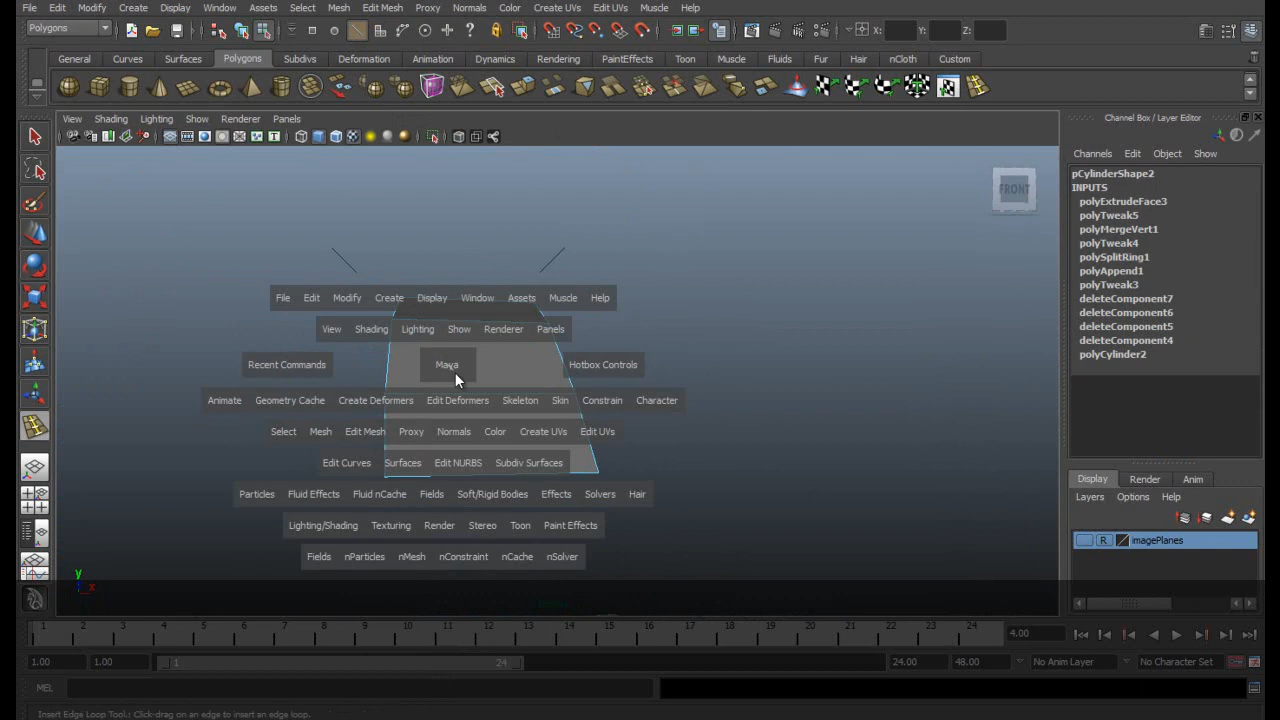 File Edit Modify Create Display Window Assets Select Mesh Edit Mesh Proxy Normals Color Create UVs Edit UVs Muscle Help
Polygons X: Y: Z:
General Curves Surfaces Polygons Subdivs Deformation Animation Dynamics Rendering PaintEffects Toon Muscle Fluids Fur Hair nCloth Custom
View Shading Lighting Show Renderer Panels
Channel Box / Layer Editor
Channels Edit Object Show
pCylinderShape2
INPUTS
polyExtrudeFace3
polyTweak5
polyMergeVert1
polyTweak4
polySplitRing1
polyAppend1
polyTweak3
deleteComponent7
deleteComponent6
deleteComponent5
deleteComponent4
polyCylinder2
FRONT
File Edit Modify Create Display Window Assets Muscle Help
View Shading Lighting Show Renderer Panels
Recent Commands Maya Hotbox Controls
Animate Geometry Cache Create Deformers Edit Deformers Skeleton Skin Constrain Character
Select Mesh Edit Mesh Proxy Normals Color Create UVs Edit UVs
Edit Curves Surfaces Edit NURBS Subdiv Surfaces
Particles Fluid Effects Fluid nCache Fields Soft/Rigid Bodies Effects Solvers Hair
Lighting/Shading Texturing Render Stereo Toon Paint Effects
Fields nParticles nMesh nConstraint nCache nSolver
y
x
Display Render Anim
Layers Options Help
R imagePlanes
1 2 3 4 5 6 7 8 9 10 11 12 13 14 15 16 17 18 19 20 21 22 23 24 4.00
1.00 1.00 1 24 24.00 48.00 No Anim Layer No Character Set
MEL
Insert Edge Loop Tool: Click-drag on an edge to insert an edge loop.